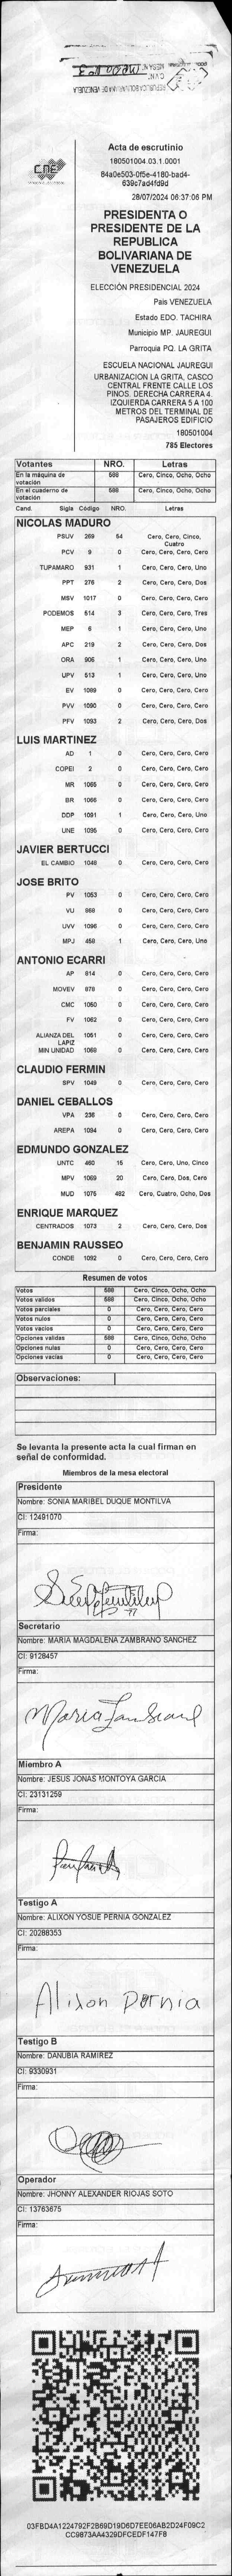 REPUBLICA BOLIVARIANA DE VENEZUELA
CNE
Acta de escrutinio
180501004.03.1.0001
84a0e503-0f5e-4180-bad4-
639c7ad4fd9d
28/07/2024 06:37:06 PM
PRESIDENTA O
PRESIDENTE DE LA
REPUBLICA
BOLIVARIANA DE
VENEZUELA
ELECCIÓN PRESIDENCIAL 2024
Pais VENEZUELA
Estado EDO. TACHIRA
Municipio MP. JAUREGUI
Parroquia PQ. LA GRITA
ESCUELA NACIONAL JAUREGUI
URBANIZACION LA GRITA. CASCO
CENTRAL FRENTE CALLE LOS
PINOS. DERECHA CARRERA 4.
IZQUIERDA CARRERA 5 A 100
METROS DEL TERMINAL DE
PASAJEROS EDIFICIO
180501004
785 Electores
Votantes NRO. Letras
En la máquina de votación 588 Cero, Cinco, Ocho, Ocho
En el cuaderno de votación 588 Cero, Cinco, Ocho, Ocho
Cand. Sigla Código NRO. Letras
NICOLAS MADURO
PSUV 269 54 Cero, Cero, Cinco, Cuatro
PCV 9 0 Cero, Cero, Cero, Cero
TUPAMARO 931 1 Cero, Cero, Cero, Uno
PPT 276 2 Cero, Cero, Cero, Dos
MSV 1017 0 Cero, Cero, Cero, Cero
PODEMOS 514 3 Cero, Cero, Cero, Tres
MEP 6 1 Cero, Cero, Cero, Uno
APC 219 2 Cero, Cero, Cero, Dos
ORA 906 1 Cero, Cero, Cero, Uno
UPV 513 1 Cero, Cero, Cero, Uno
EV 1089 0 Cero, Cero, Cero, Cero
PVV 1090 0 Cero, Cero, Cero, Cero
PFV 1093 2 Cero, Cero, Cero, Dos
LUIS MARTINEZ
AD 1 0 Cero, Cero, Cero, Cero
COPEI 2 0 Cero, Cero, Cero, Cero
MR 1065 0 Cero, Cero, Cero, Cero
BR 1066 0 Cero, Cero, Cero, Cero
DDP 1091 1 Cero, Cero, Cero, Uno
UNE 1095 0 Cero, Cero, Cero, Cero
JAVIER BERTUCCI
EL CAMBIO 1048 0 Cero, Cero, Cero, Cero
JOSE BRITO
PV 1053 0 Cero, Cero, Cero, Cero
VU 868 0 Cero, Cero, Cero, Cero
UVV 1096 0 Cero, Cero, Cero, Cero
MPJ 458 1 Cero, Cero, Cero, Uno
ANTONIO ECARRI
AP 814 0 Cero, Cero, Cero, Cero
MOVEV 878 0 Cero, Cero, Cero, Cero
CMC 1050 0 Cero, Cero, Cero, Cero
FV 1062 0 Cero, Cero, Cero, Cero
ALIANZA DEL LAPIZ 1051 0 Cero, Cero, Cero, Cero
MIN UNIDAD 1068 0 Cero, Cero, Cero, Cero
CLAUDIO FERMIN
SPV 1049 0 Cero, Cero, Cero, Cero
DANIEL CEBALLOS
VPA 236 0 Cero, Cero, Cero, Cero
AREPA 1094 0 Cero, Cero, Cero, Cero
EDMUNDO GONZALEZ
UNTC 460 15 Cero, Cero, Uno, Cinco
MPV 1069 20 Cero, Cero, Dos, Cero
MUD 1075 482 Cero, Cuatro, Ocho, Dos
ENRIQUE MARQUEZ
CENTRADOS 1073 2 Cero, Cero, Cero, Dos
BENJAMIN RAUSSEO
CONDE 1092 0 Cero, Cero, Cero, Cero
Resumen de votos
Votos 588 Cero, Cinco, Ocho, Ocho
Votos validos 588 Cero, Cinco, Ocho, Ocho
Votos parciales 0 Cero, Cero, Cero, Cero
Votos nulos 0 Cero, Cero, Cero, Cero
Votos vacios 0 Cero, Cero, Cero, Cero
Opciones validas 588 Cero, Cinco, Ocho, Ocho
Opciones nulas 0 Cero, Cero, Cero, Cero
Opciones vacias 0 Cero, Cero, Cero, Cero
Observaciones:
Se levanta la presente acta la cual firman en
señal de conformidad.
Miembros de la mesa electoral
Presidente
Nombre: SONIA MARIBEL DUQUE MONTILVA
CI: 12491070
Firma:
Secretario
Nombre: MARIA MAGDALENA ZAMBRANO SANCHEZ
CI: 9128457
Firma:
Maria Zambrano
Miembro A
Nombre: JESUS JONAS MONTOYA GARCIA
CI: 23131259
Firma:
Testigo A
Nombre: ALIXON YOSUE PERNIA GONZALEZ
CI: 20288353
Firma:
Alixon Pernia
Testigo B
Nombre: DANUBIA RAMIREZ
CI: 9330931
Firma:
Operador
Nombre: JHONNY ALEXANDER RIOJAS SOTO
CI: 13763675
Firma:
03FBD4A1224792F2B69D19D6D7EE06AB2D24F09C2
CC9873AA4329DFCEDF147F8